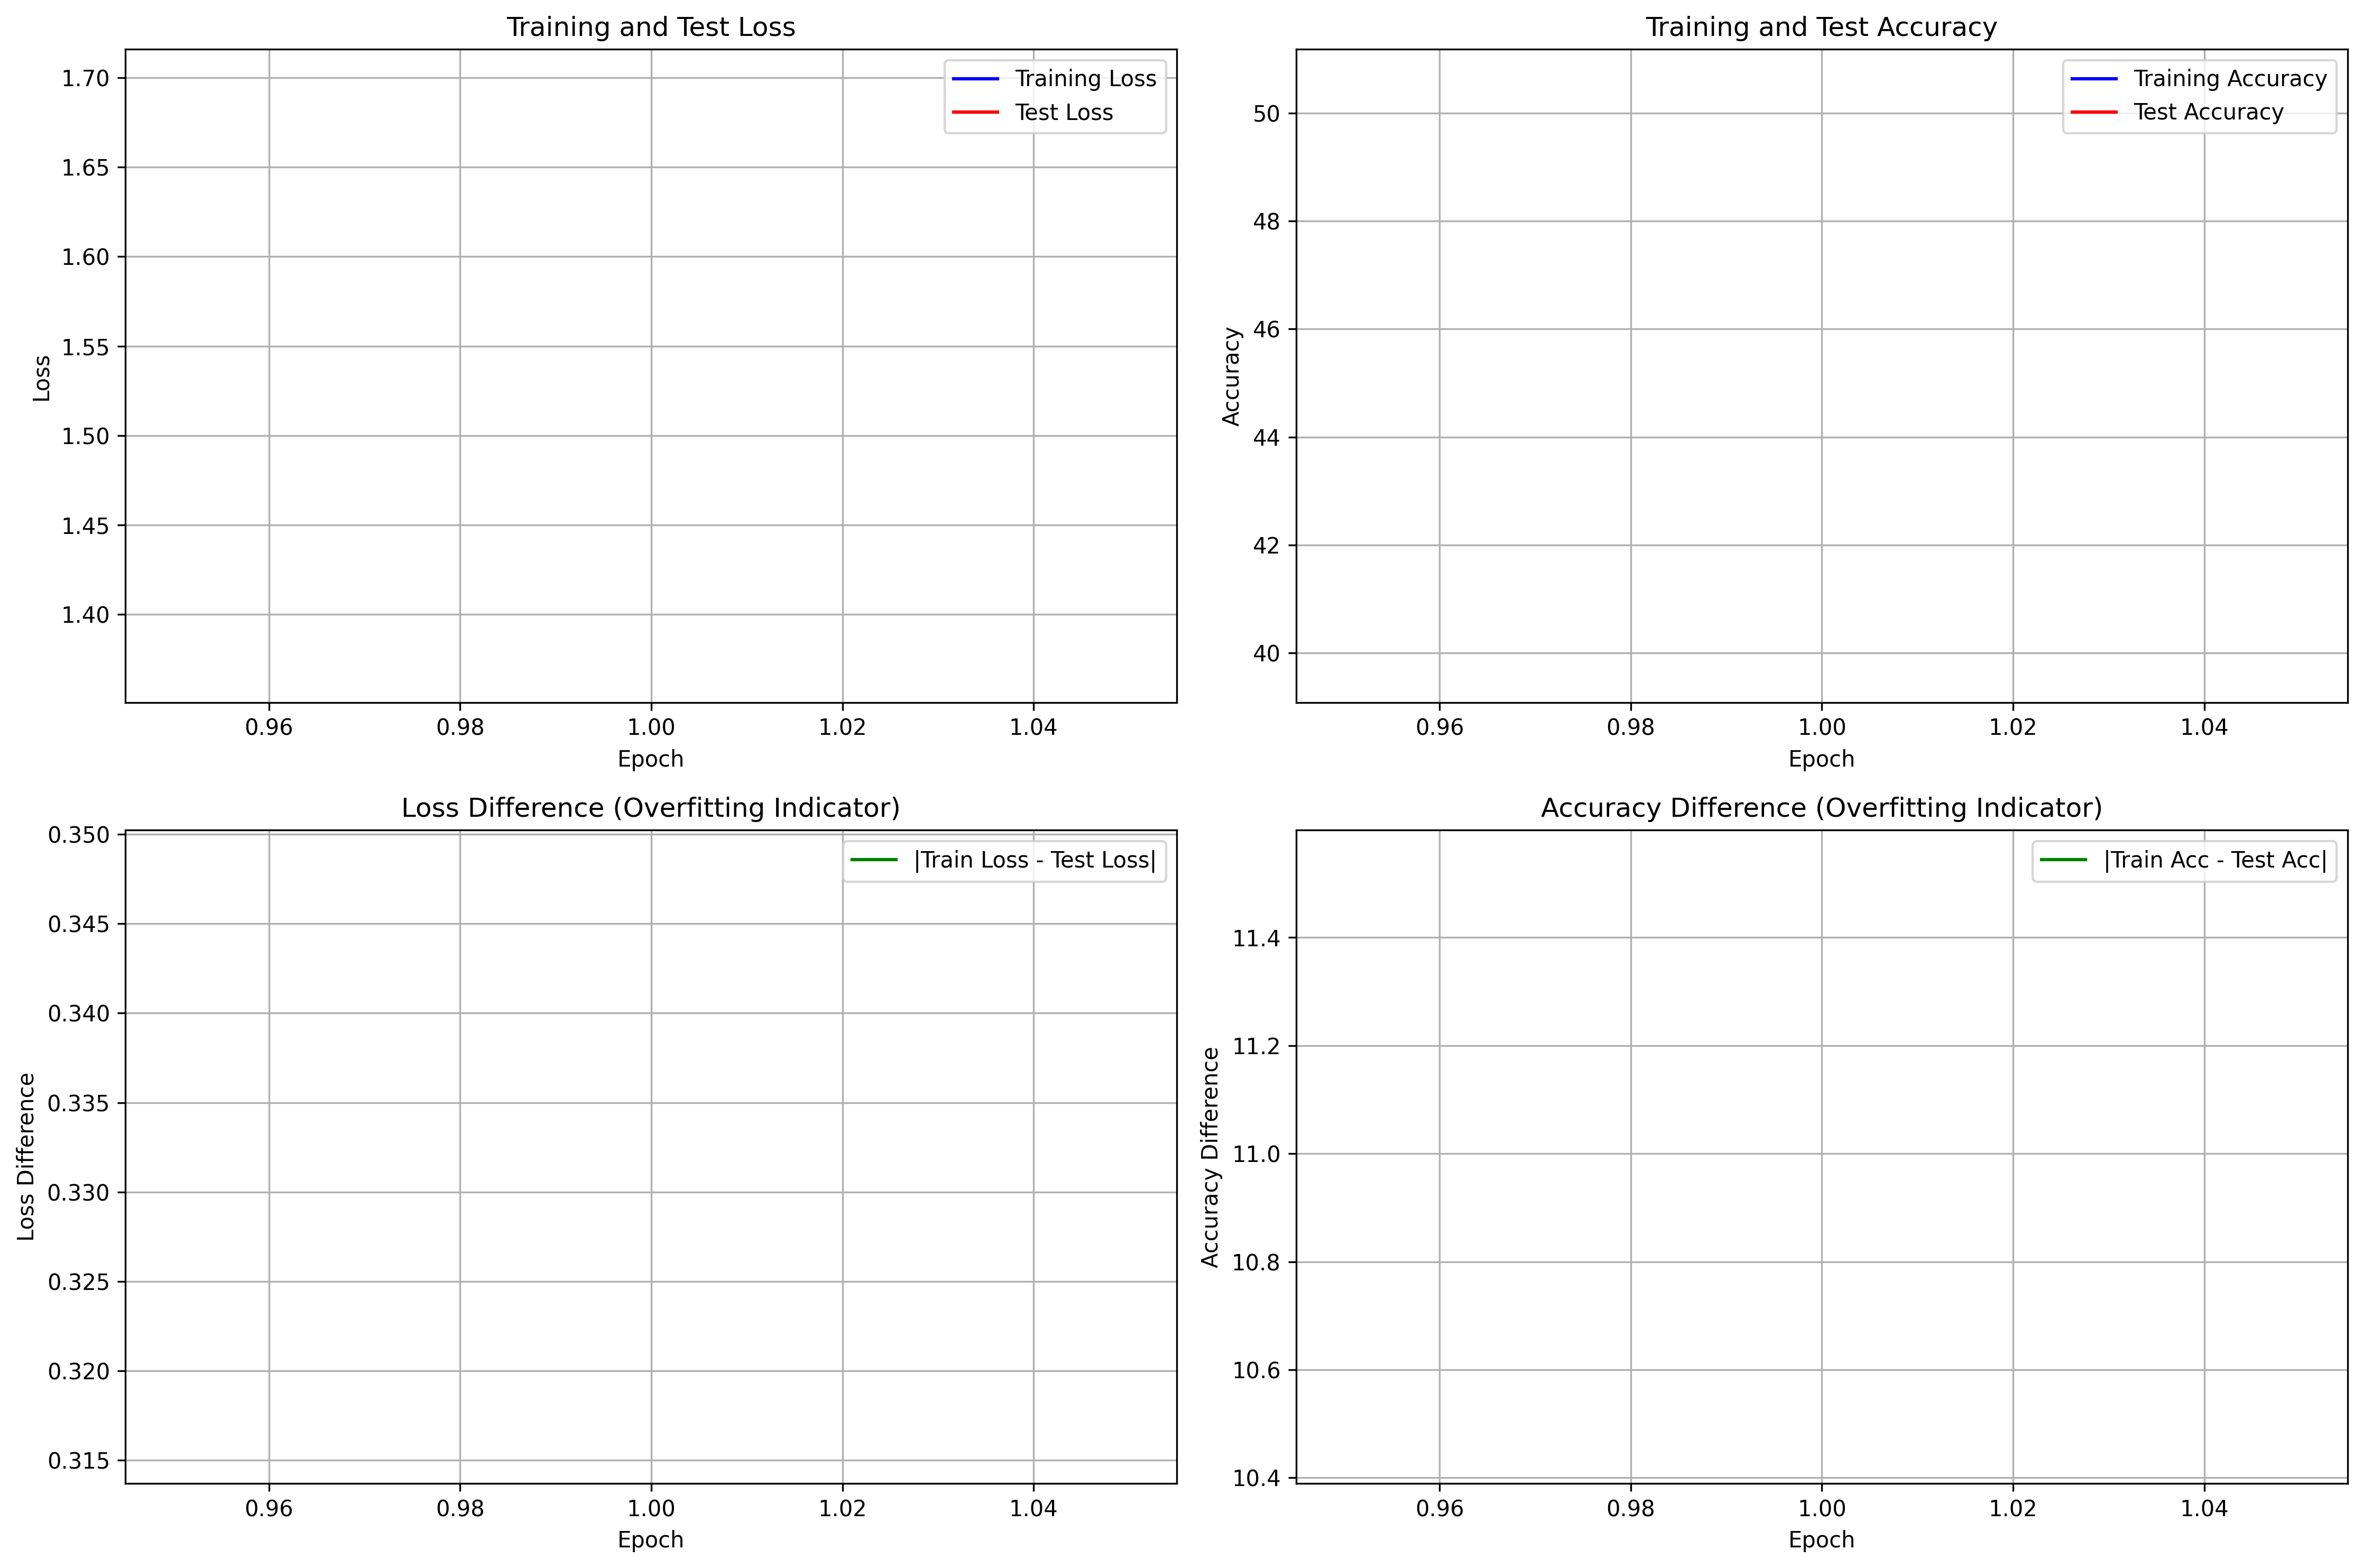 Training and Test Loss
Training Loss
Test Loss
1.70
1.65
1.60
1.55
1.50
1.45
1.40
Loss
0.96 0.98 1.00 1.02 1.04
Epoch
Training and Test Accuracy
Training Accuracy
Test Accuracy
50
48
46
44
42
40
Accuracy
0.96 0.98 1.00 1.02 1.04
Epoch
Loss Difference (Overfitting Indicator)
|Train Loss - Test Loss|
0.350
0.345
0.340
0.335
0.330
0.325
0.320
0.315
Loss Difference
0.96 0.98 1.00 1.02 1.04
Epoch
Accuracy Difference (Overfitting Indicator)
|Train Acc - Test Acc|
11.4
11.2
11.0
10.8
10.6
10.4
Accuracy Difference
0.96 0.98 1.00 1.02 1.04
Epoch